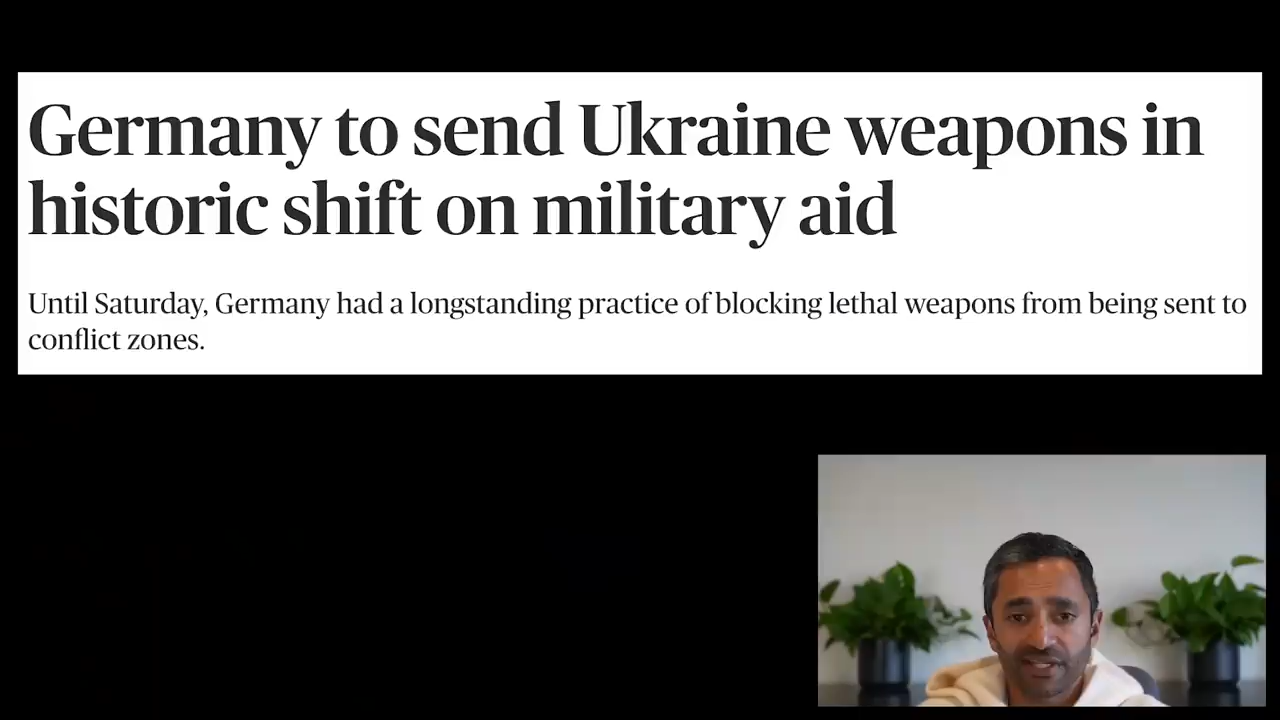 Germany to send Ukraine weapons in
historic shift on military aid
Until Saturday, Germany had a longstanding practice of blocking lethal weapons from being sent to
conflict zones.